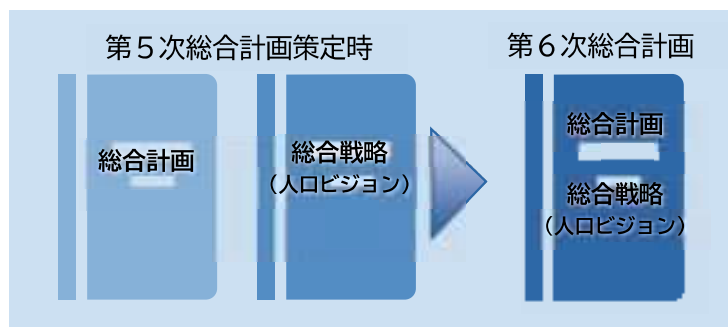 第５次総合計画策定時
総合計画
総合戦略
（人口ビジョン）
第６次総合計画
総合計画
総合戦略
（人口ビジョン）